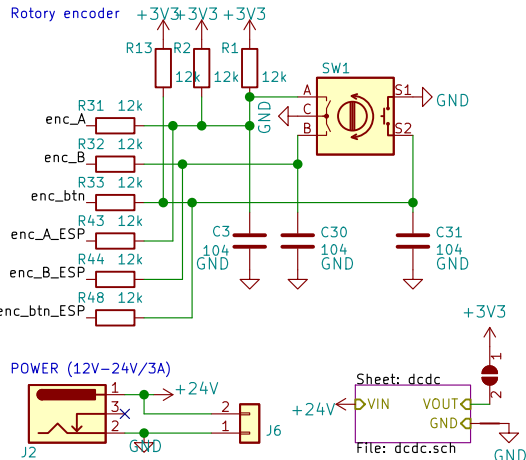 Rotory encoder
+3V3 +3V3 +3V3
R13 R2 R1
12k 12k 12k
SW1
A S1
C GND
B S2
GND
R31 12k
enc_A
R32 12k
enc_B
R33 12k
enc_btn
R43 12k
enc_A_ESP
R44 12k
enc_B_ESP
R48 12k
enc_btn_ESP
C3 C30 C31
104 104 104
GND GND GND
+3V3
1
2
POWER (12V-24V/3A)
1
3
2
J2
+24V
GND
2
1
J6
Sheet: dcdc
+24V VIN VOUT
GND
File: dcdc.sch
GND